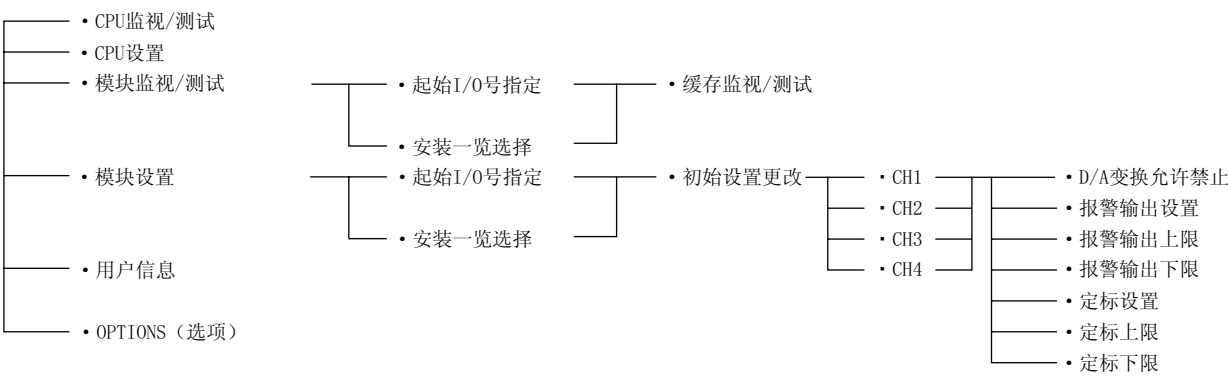 ・CPU监视/测试
・CPU设置
・模块监视/测试 ・起始I/O号指定 ・缓存监视/测试
・安装一览选择
・模块设置 ・起始I/O号指定 ・初始设置更改 ・CH1 ・D/A变换允许禁止
・CH2 ・报警输出设置
・安装一览选择 ・CH3 ・报警输出上限
・用户信息 ・CH4 ・报警输出下限
・定标设置
・OPTIONS（选项） ・定标上限
・定标下限